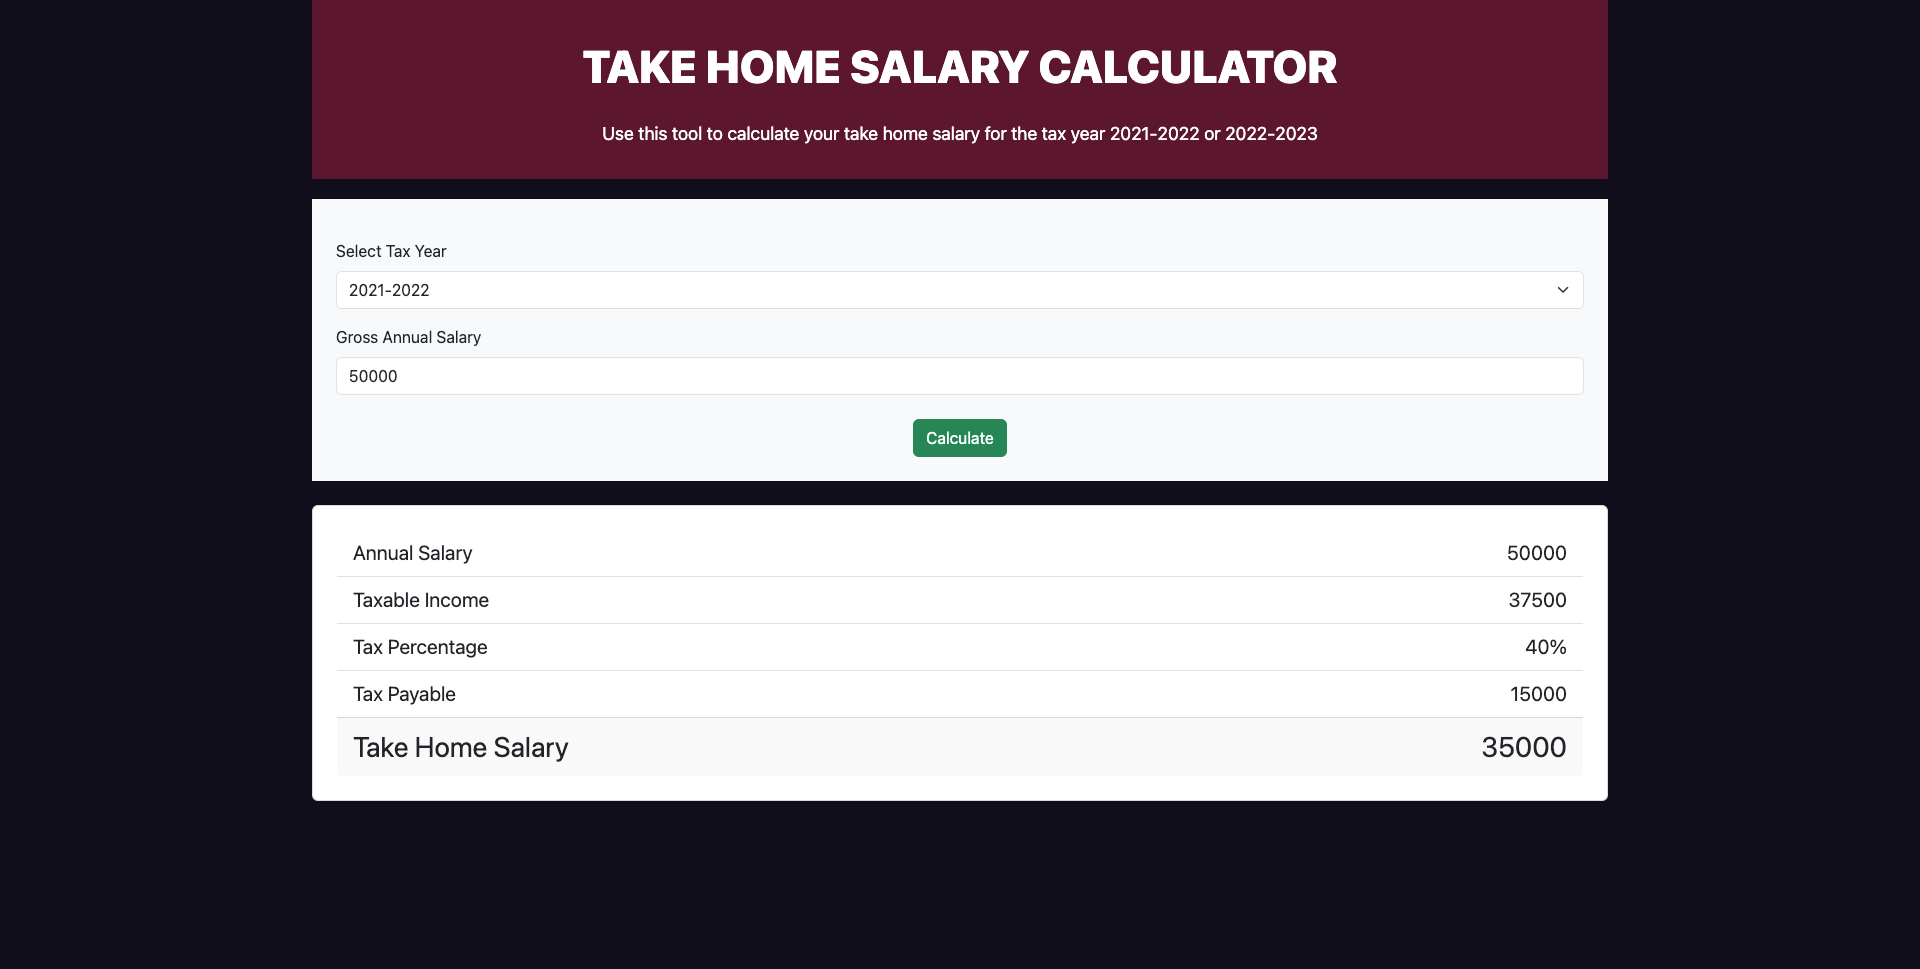 TAKE HOME SALARY CALCULATOR
Use this tool to calculate your take home salary for the tax year 2021-2022 or 2022-2023
Select Tax Year
2021-2022
Gross Annual Salary
50000
Calculate
Annual Salary 50000
Taxable Income 37500
Tax Percentage 40%
Tax Payable 15000
Take Home Salary 35000